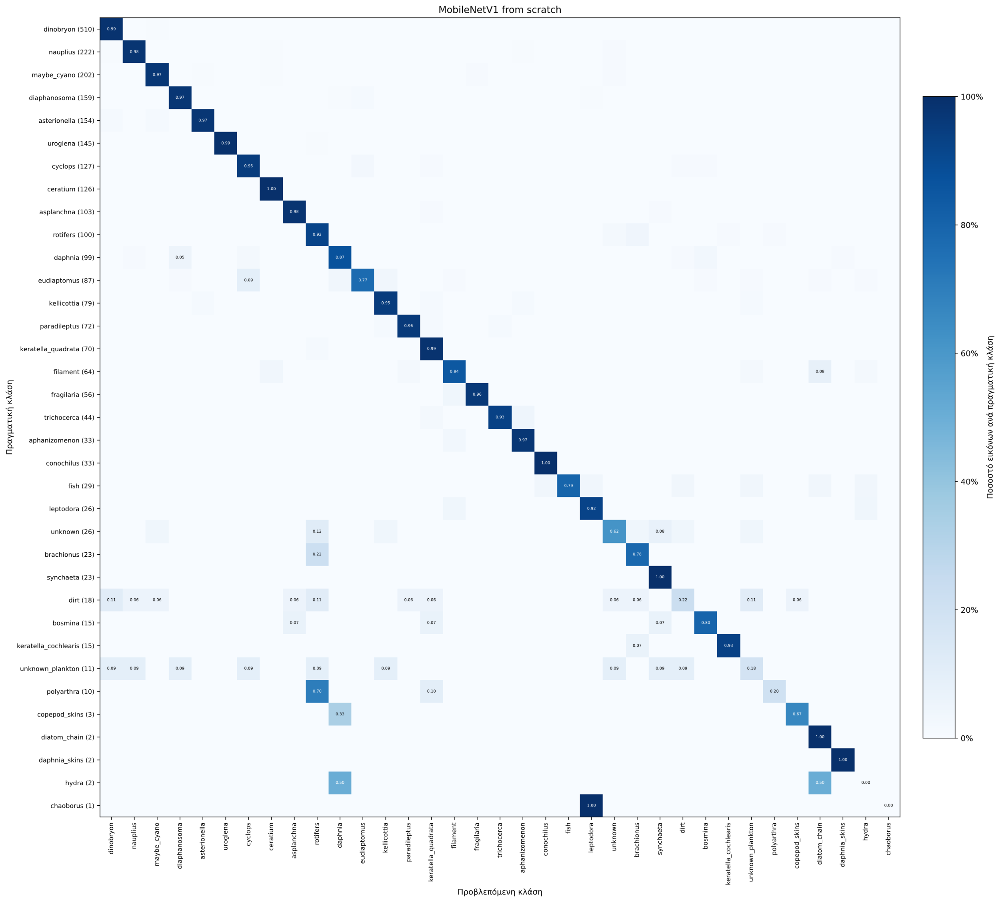 MobileNetV1 from scratch
Πραγματική κλάση
dinobryon (510) 0.99
nauplius (222) 0.98
maybe_cyano (202) 0.97
diaphanosoma (159) 0.97
asterionella (154) 0.97
uroglena (145) 0.99
cyclops (127) 0.95
ceratium (126) 1.00
asplanchna (103) 0.98
rotifers (100) 0.92
daphnia (99) 0.05 0.87
eudiaptomus (87) 0.09 0.77
kellicottia (79) 0.95
paradileptus (72) 0.96
keratella_quadrata (70) 0.99
filament (64) 0.84 0.08
fragilaria (56) 0.96
trichocerca (44) 0.93
aphanizomenon (33) 0.97
conochilus (33) 1.00
fish (29) 0.79
leptodora (26) 0.92
unknown (26) 0.12 0.62 0.08
brachionus (23) 0.22 0.78
synchaeta (23) 1.00
dirt (18) 0.11 0.06 0.06 0.06 0.11 0.06 0.06 0.06 0.06 0.22 0.11 0.06
bosmina (15) 0.07 0.07 0.07 0.80
keratella_cochlearis (15) 0.07 0.93
unknown_plankton (11) 0.09 0.09 0.09 0.09 0.09 0.09 0.09 0.09 0.09 0.18
polyarthra (10) 0.70 0.10 0.20
copepod_skins (3) 0.33 0.67
diatom_chain (2) 1.00
daphnia_skins (2) 1.00
hydra (2) 0.50 0.50 0.00
chaoborus (1) 1.00 0.00
dinobryon
nauplius
maybe_cyano
diaphanosoma
asterionella
uroglena
cyclops
ceratium
asplanchna
rotifers
daphnia
eudiaptomus
kellicottia
paradileptus
keratella_quadrata
filament
fragilaria
trichocerca
aphanizomenon
conochilus
fish
leptodora
unknown
brachionus
synchaeta
dirt
bosmina
keratella_cochlearis
unknown_plankton
polyarthra
copepod_skins
diatom_chain
daphnia_skins
hydra
chaoborus
Προβλεπόμενη κλάση
100%
80%
60%
40%
20%
0%
Ποσοστό εικόνων ανά πραγματική κλάση